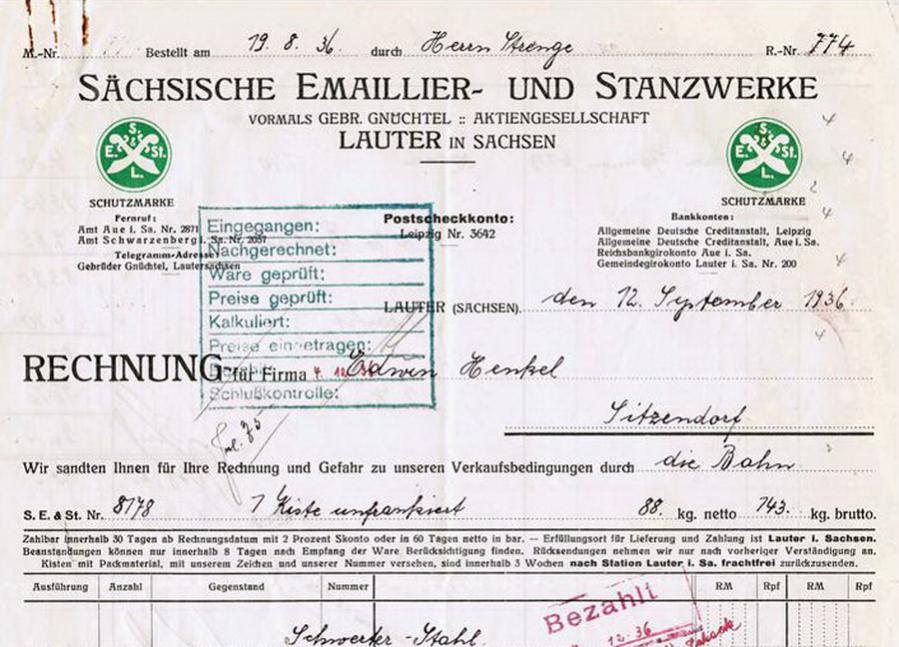 M.-Nr. Bestellt am 19. 8. 36. durch Herrn Strenge R.-Nr. 774
SÄCHSISCHE EMAILLIER- UND STANZWERKE
VORMALS GEBR. GNÜCHTEL :: AKTIENGESELLSCHAFT
LAUTER IN SACHSEN
S.
E. & St.
L.
SCHUTZMARKE
Fernruf:
Amt Aue i. Sa. Nr. 2871
Amt Schwarzenberg i. Sa. Nr. 2057
Telegramm-Adresse:
Gebrüder Gnüchtel, Lautersachsen
Postscheckkonto:
Leipzig Nr. 3642
S.
E. & St.
L.
SCHUTZMARKE
Bankkonten:
Allgemeine Deutsche Creditanstalt, Leipzig
Allgemeine Deutsche Creditanstalt, Aue i. Sa.
Reichsbankgirokonto Aue i. Sa.
Gemeindegirokonto Lauter i. Sa. Nr. 200
Eingegangen:
Nachgerechnet:
Ware geprüft:
Preise geprüft:
Kalkuliert:
Preise eingetragen:
Schlußkontrolle:
LAUTER (SACHSEN), den 12. September 1936.
RECHNUNG für Firma Edwin Henkel
Sitzendorf
Wir sandten Ihnen für Ihre Rechnung und Gefahr zu unseren Verkaufsbedingungen durch die Bahn
S. E. & St. Nr. 8178 1 Kiste unfrankiert 88. kg. netto 143. kg. brutto.
Zahlbar innerhalb 30 Tagen ab Rechnungsdatum mit 2 Prozent Skonto oder in 60 Tagen netto in bar. — Erfüllungsort für Lieferung und Zahlung ist Lauter i. Sachsen.
Beanstandungen können nur innerhalb 8 Tagen nach Empfang der Ware Berücksichtigung finden. Rücksendungen nehmen wir nur nach vorheriger Verständigung an.
Kisten mit Packmaterial, mit unserem Zeichen und unserer Nummer versehen, sind innerhalb 3 Wochen nach Station Lauter i. Sa. frachtfrei zurückzusenden.
Ausführung Anzahl Gegenstand Nummer RM Rpf RM Rpf
Bezahlt
12. 36
Schwerter-Stahl